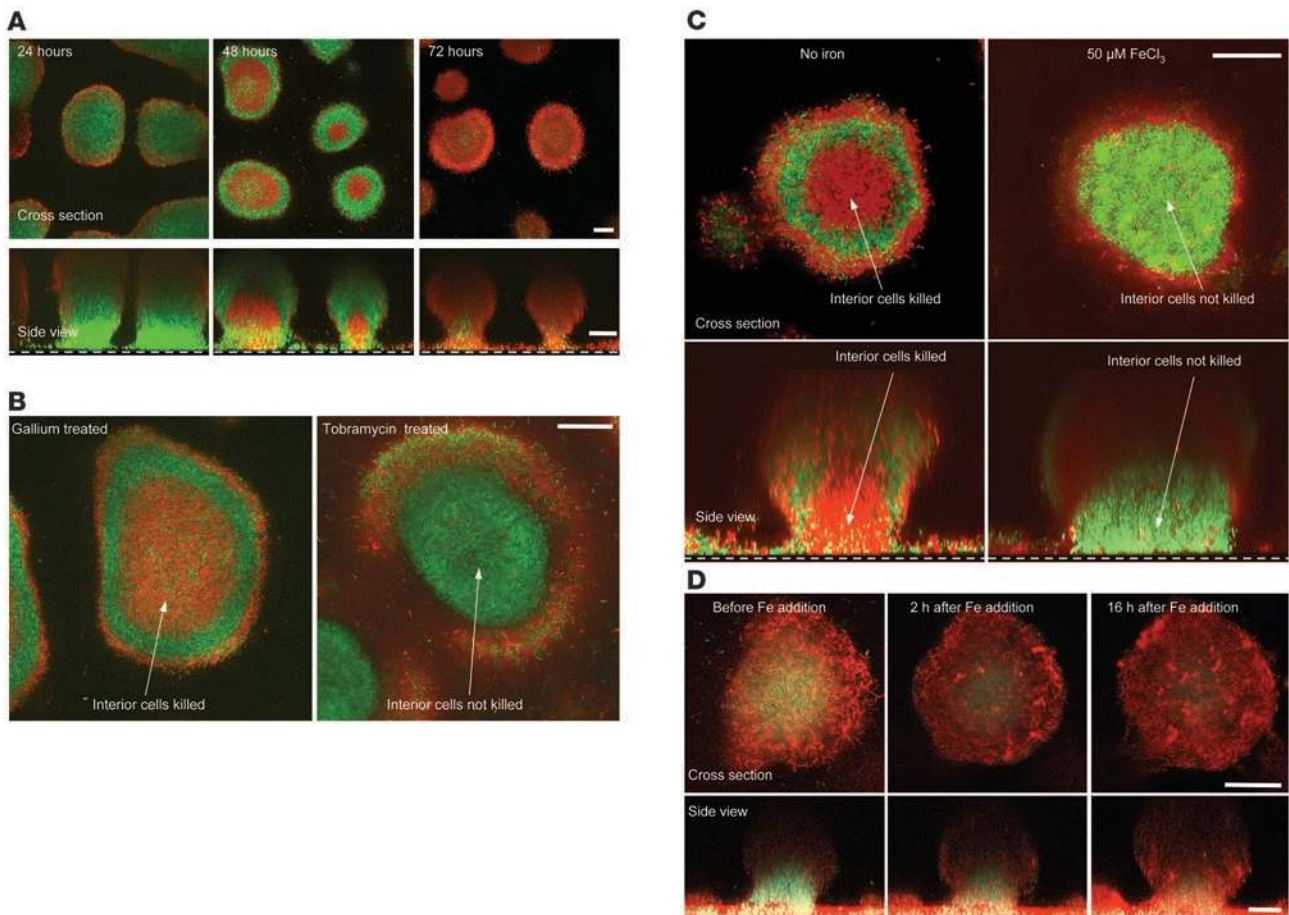 A
24 hours
48 hours
72 hours
Cross section
Side view
B
Gallium treated
Tobramycin treated
Interior cells killed
Interior cells not killed
C
No iron
50 µM FeCl₃
Interior cells killed
Interior cells not killed
Cross section
Interior cells killed
Interior cells not killed
Side view
D
Before Fe addition
2 h after Fe addition
16 h after Fe addition
Cross section
Side view